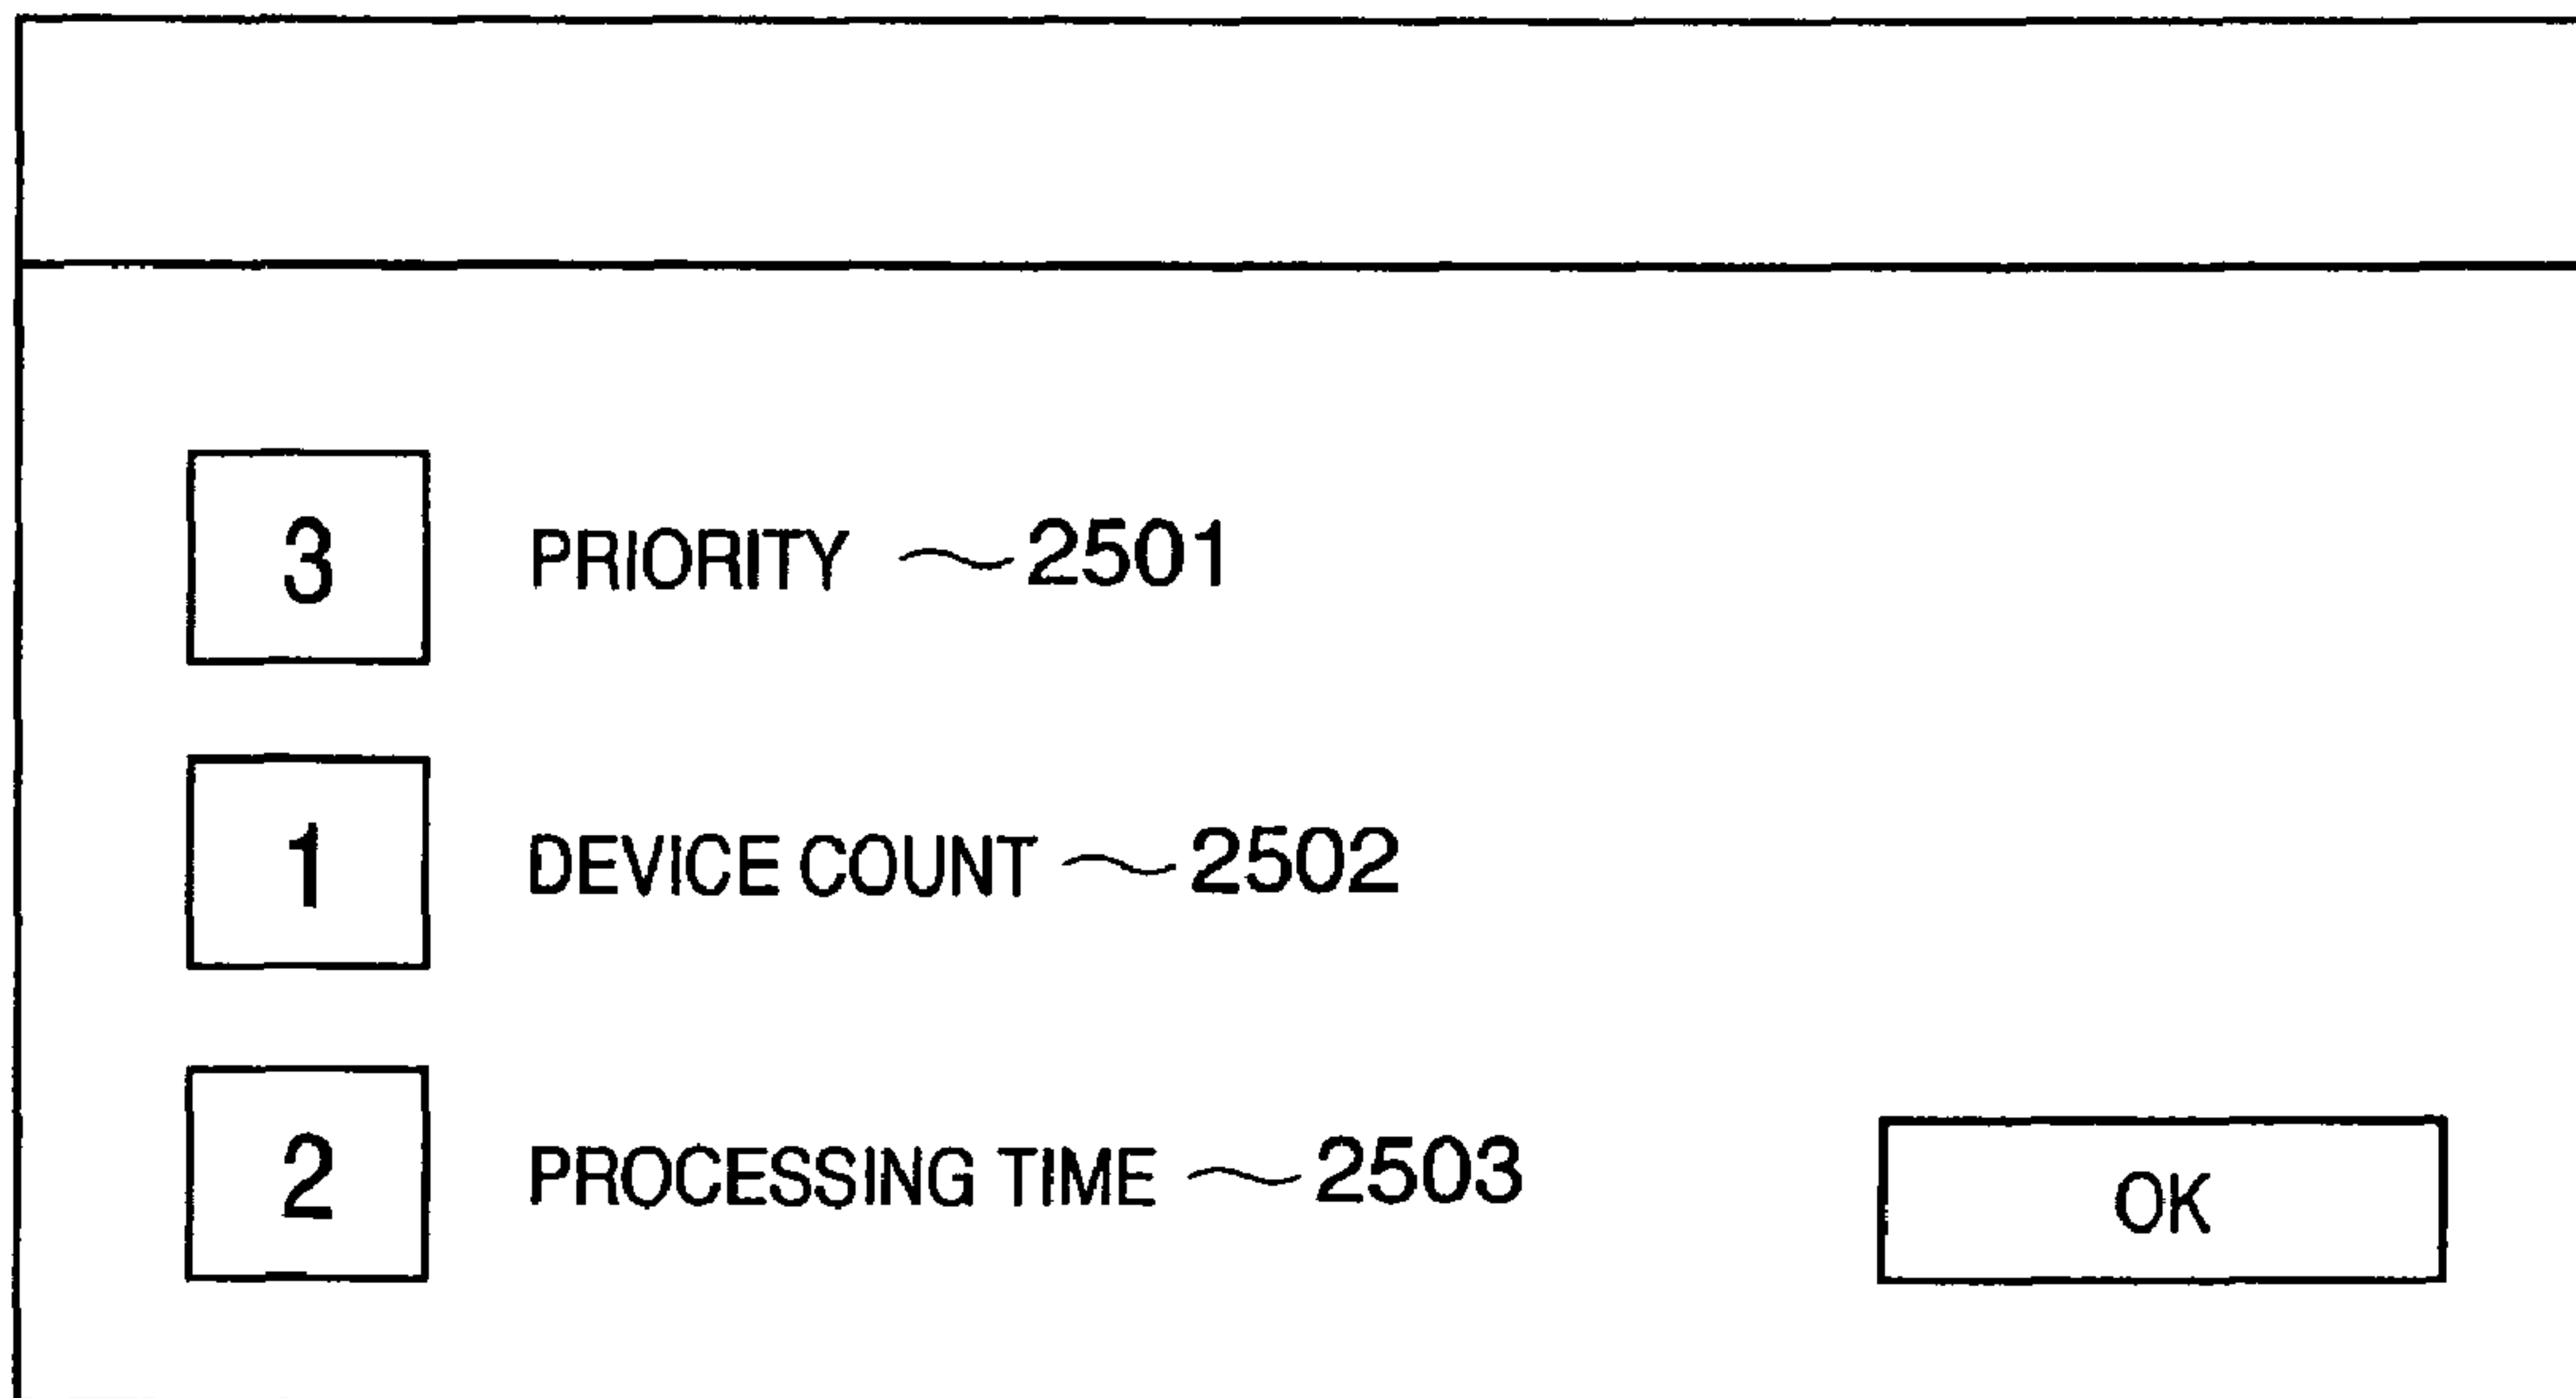 3 PRIORITY ~2501
1 DEVICE COUNT ~2502
2 PROCESSING TIME ~2503
OK